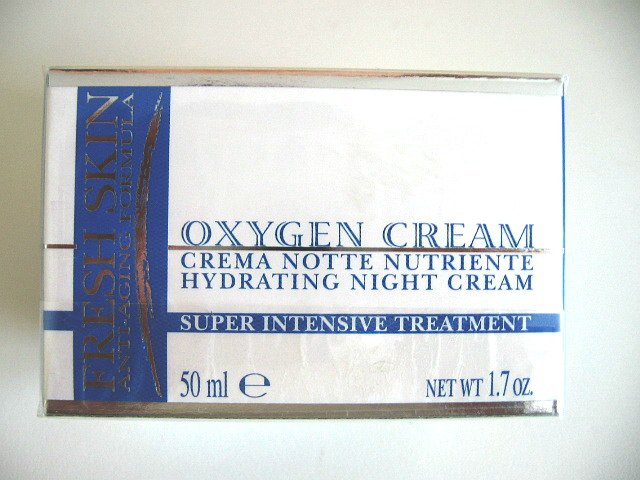 FRESH SKIN
ANTI-AGING FORMULA
OXYGEN CREAM
CREMA NOTTE NUTRIENTE
HYDRATING NIGHT CREAM
SUPER INTENSIVE TREATMENT
50 ml ℮
NET WT 1.7 OZ.